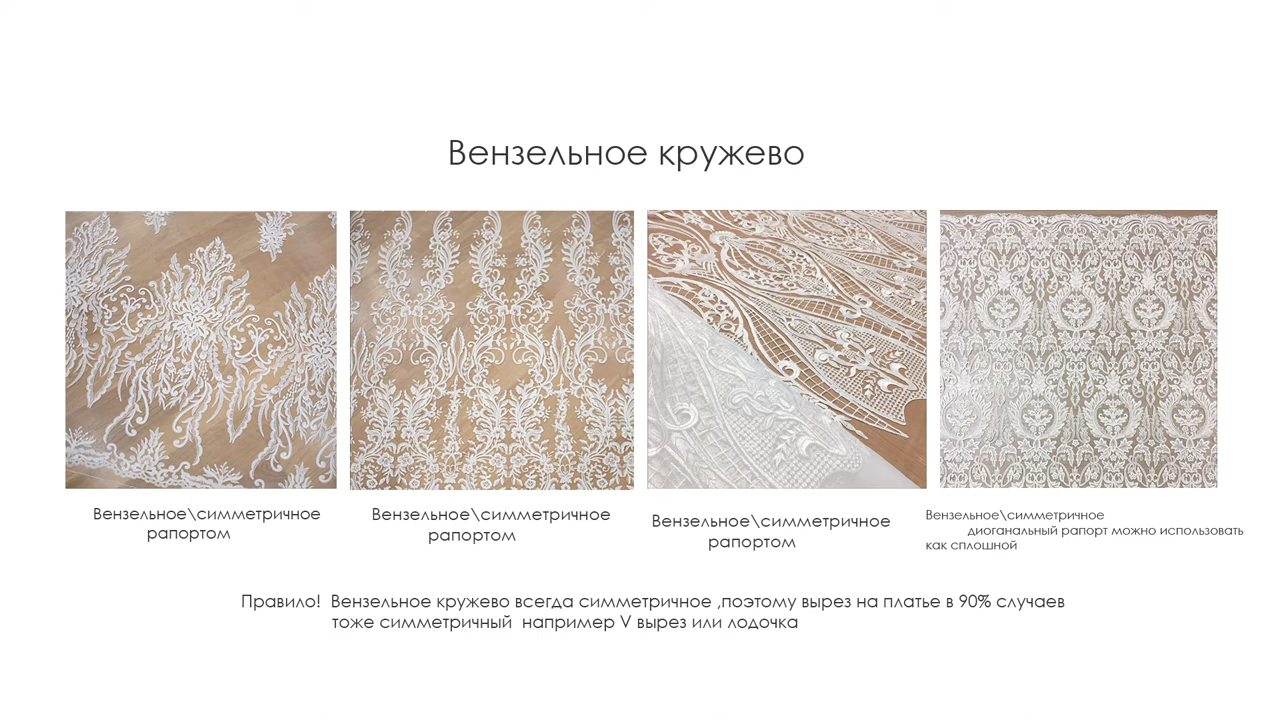 Вензельное кружево
Вензельное\симметричное
рапортом
Вензельное\симметричное
рапортом
Вензельное\симметричное
рапортом
Вензельное\симметричное
диоганальный рапорт можно использовать
как сплошной
Правило! Вензельное кружево всегда симметричное ,поэтому вырез на платье в 90% случаев
тоже симметричный например V вырез или лодочка